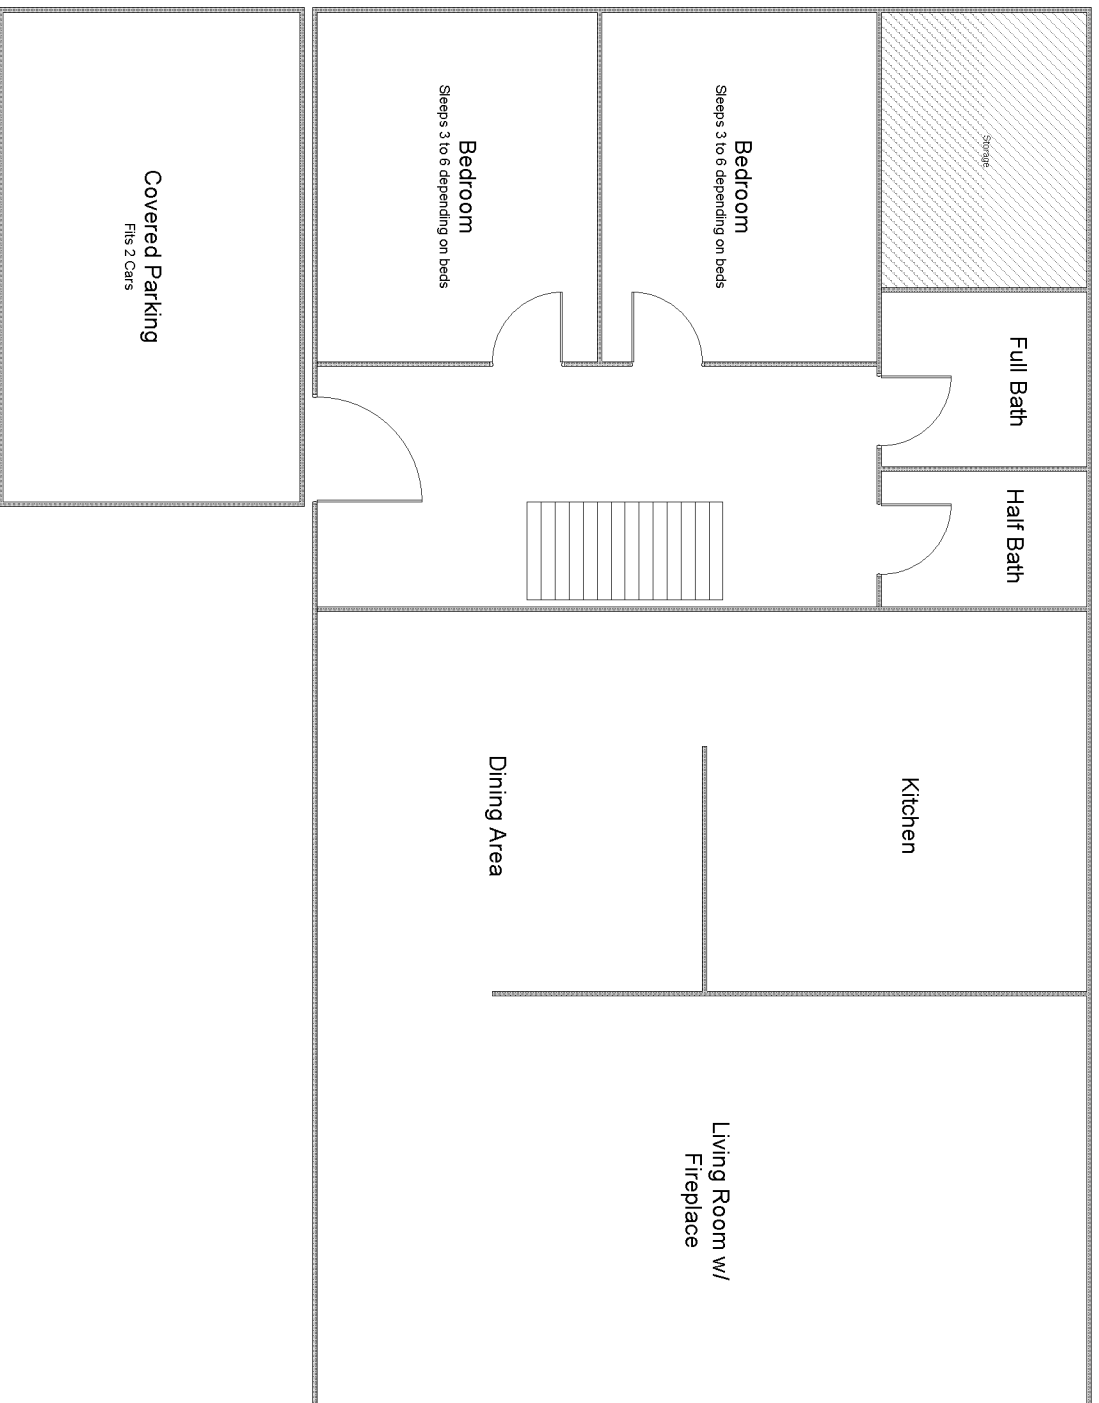 Storage
Bedroom
Sleeps 3 to 6 depending on beds
Full Bath
Half Bath
Kitchen
Bedroom
Sleeps 3 to 6 depending on beds
Living Room w/
Fireplace
Dining Area
Covered Parking
Fits 2 Cars